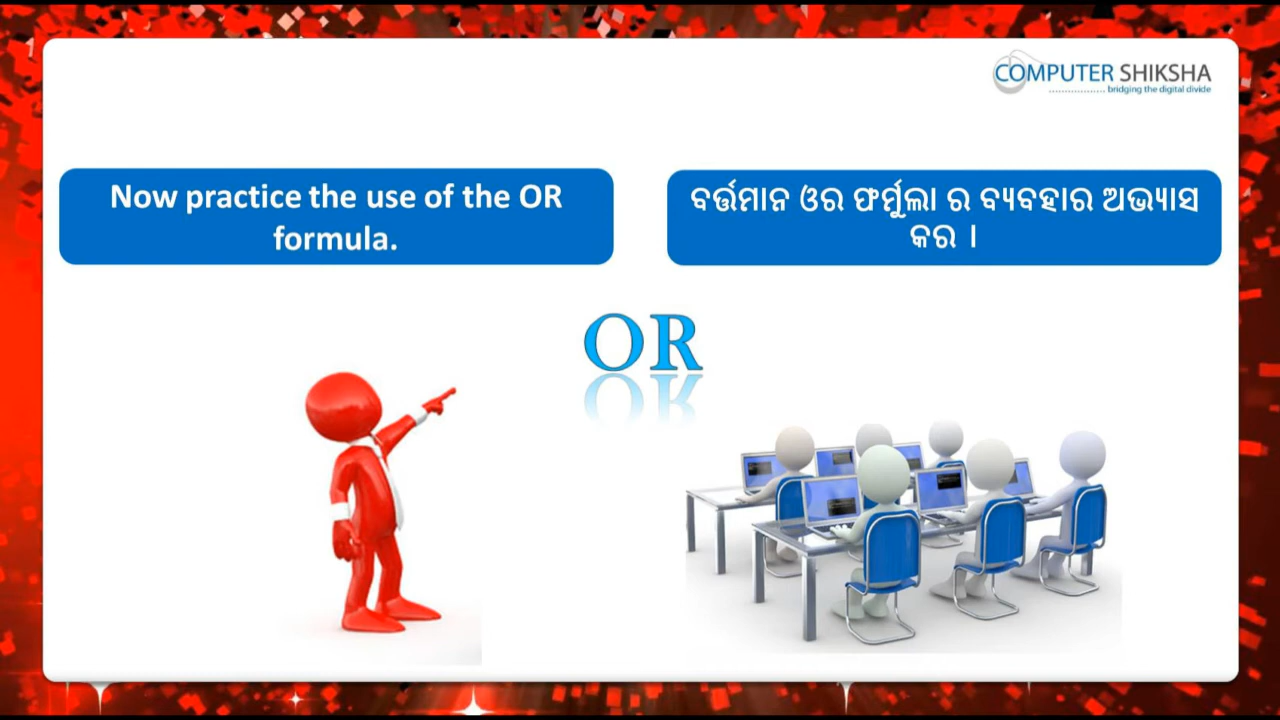 COMPUTER SHIKSHA
bridging the digital divide
Now practice the use of the OR
formula.
ବର୍ତ୍ତମାନ ଓର ଫର୍ମୁଲା ର ବ୍ୟବହାର ଅଭ୍ୟାସ
କର ।
OR